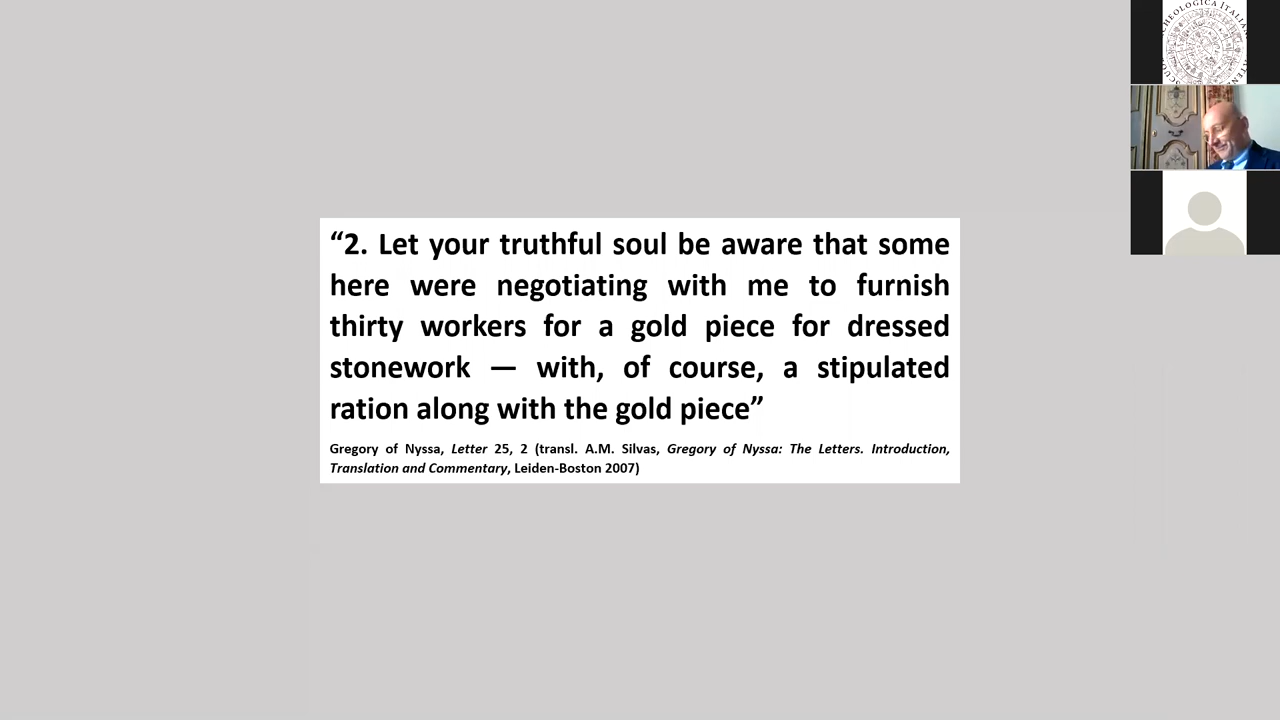 “2. Let your truthful soul be aware that some
here were negotiating with me to furnish
thirty workers for a gold piece for dressed
stonework — with, of course, a stipulated
ration along with the gold piece”
Gregory of Nyssa, Letter 25, 2 (transl. A.M. Silvas, Gregory of Nyssa: The Letters. Introduction,
Translation and Commentary, Leiden-Boston 2007)